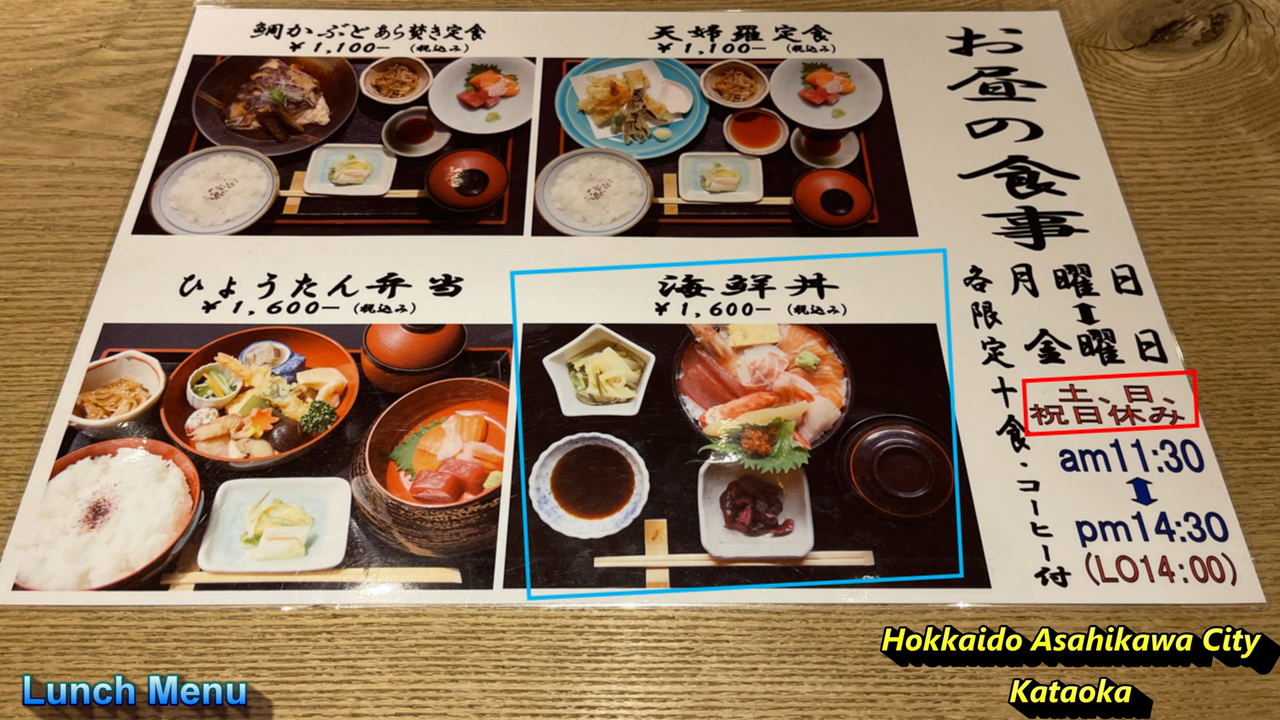 お昼の食事
鯛かぶとあら焚き定食
¥1,100ー (税込み)
天婦羅定食
¥1,100ー (税込み)
ひょうたん弁当
¥1,600ー (税込み)
海鮮丼
¥1,600ー (税込み)
各限定十食・コーヒー付
月曜日
金曜日
土、日、
祝日休み
am11:30
pm14:30
(LO14:00)
Hokkaido Asahikawa City
Kataoka
Lunch Menu